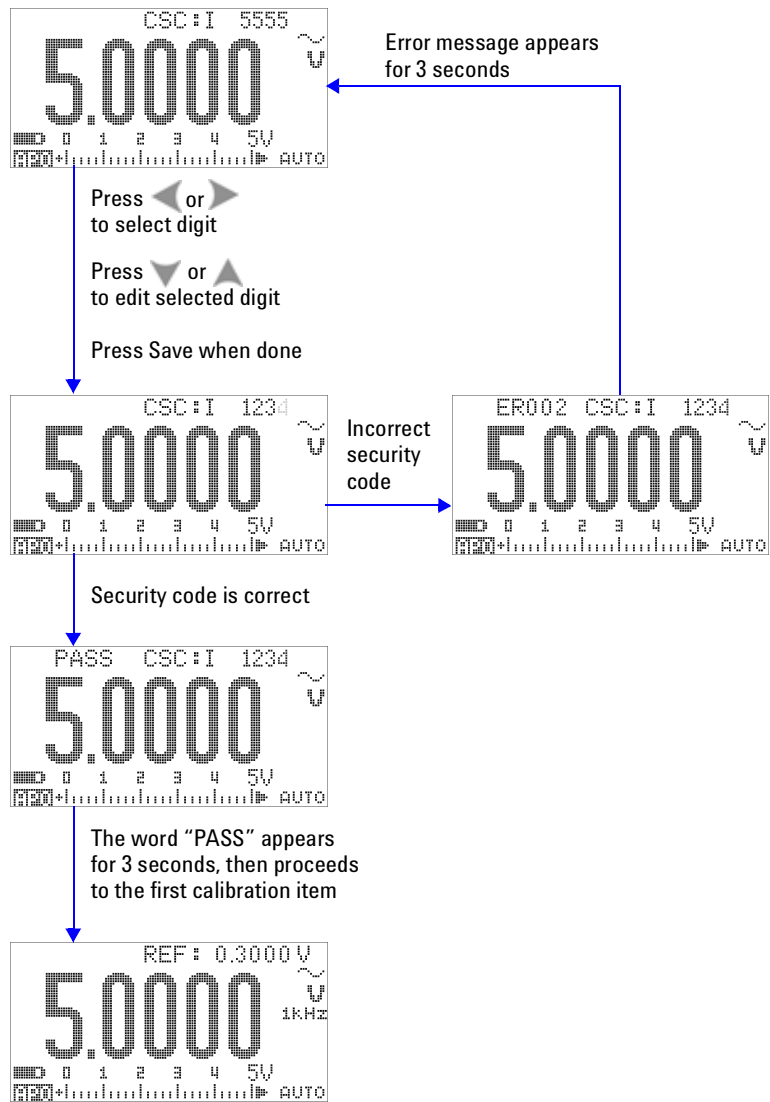 CSC:I 5555
5.0000
V
0 1 2 3 4 5V
APO AUTO
Error message appears
for 3 seconds
Press or
to select digit
Press or
to edit selected digit
Press Save when done
CSC:I 1234
5.0000
V
0 1 2 3 4 5V
APO AUTO
Incorrect
security
code
ER002 CSC:I 1234
5.0000
V
0 1 2 3 4 5V
APO AUTO
Security code is correct
PASS CSC:I 1234
5.0000
V
0 1 2 3 4 5V
APO AUTO
The word “PASS” appears
for 3 seconds, then proceeds
to the first calibration item
REF: 0.3000 V
5.0000
V
1kHz
0 1 2 3 4 5V
APO AUTO